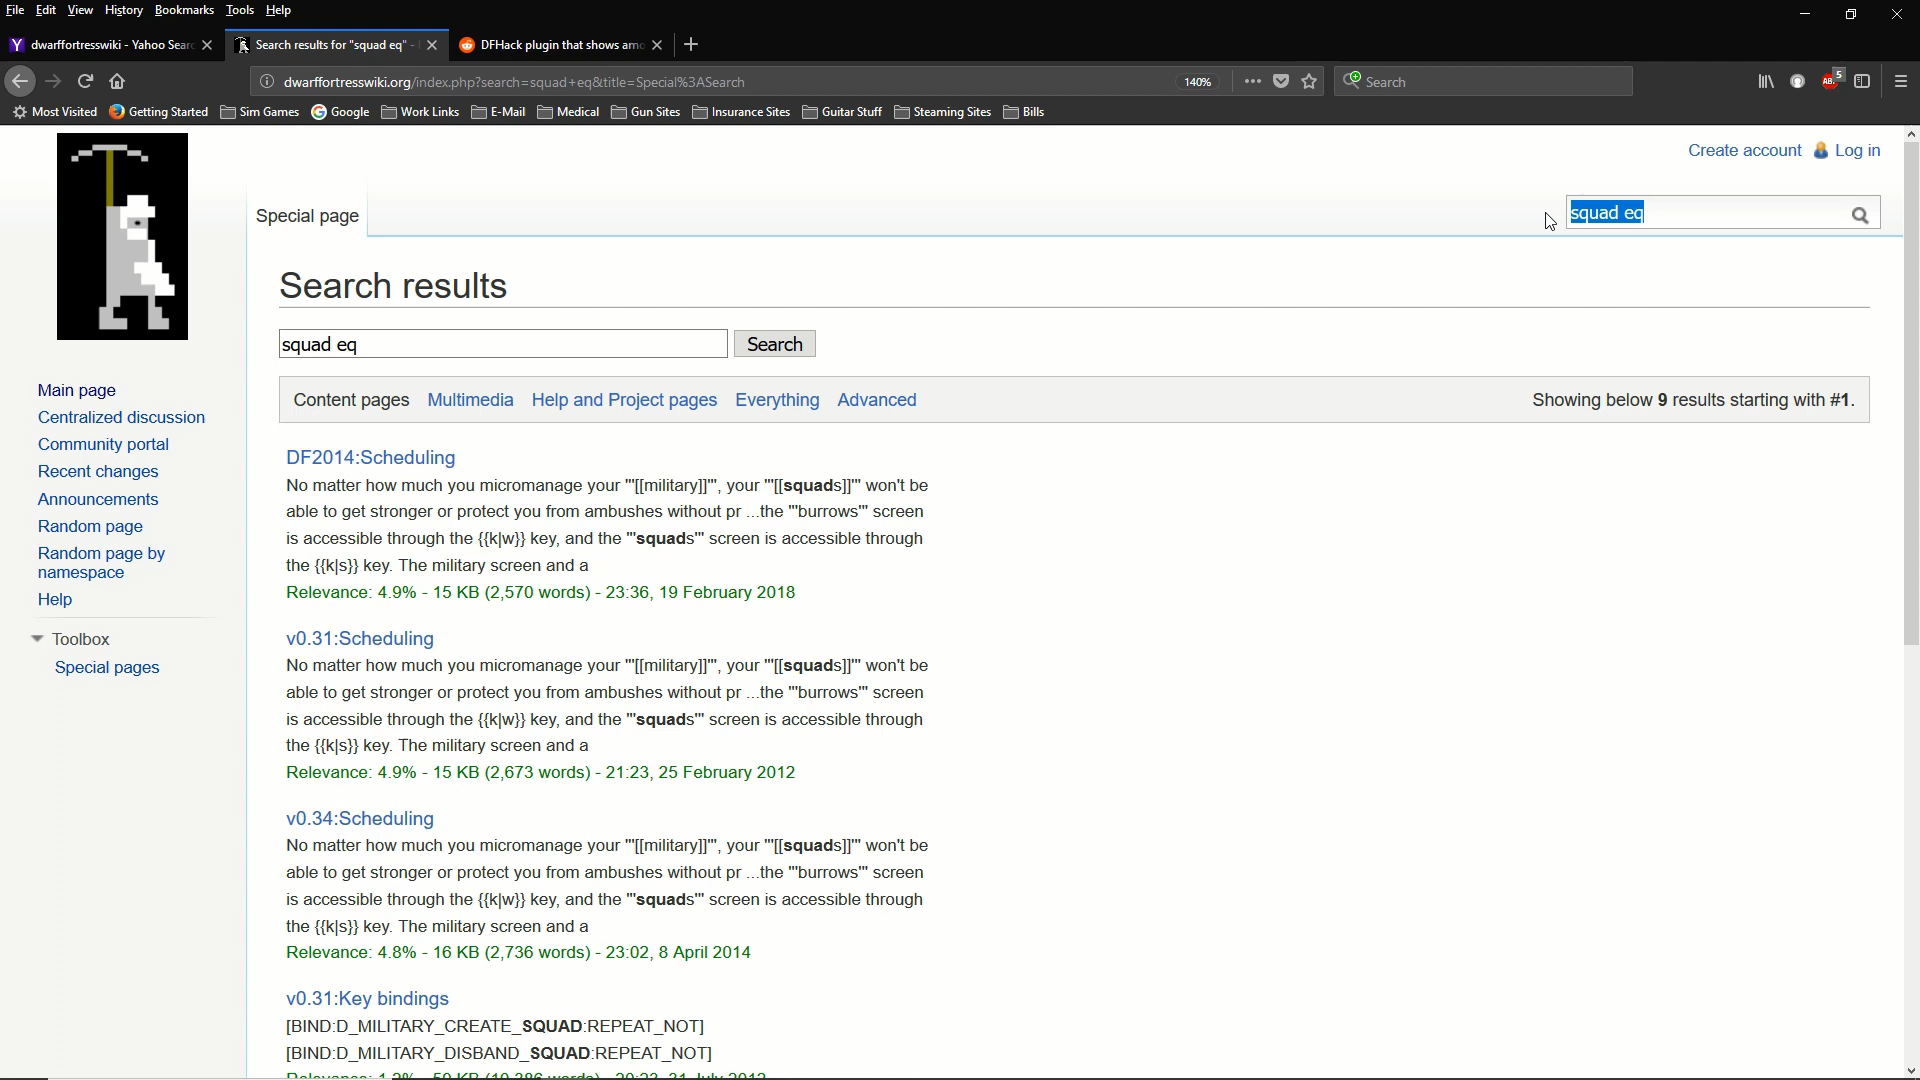 File Edit View History Bookmarks Tools Help
dwarffortresswiki - Yahoo Sear
Search results for "squad eq" -
DFHack plugin that shows amo
dwarffortresswiki.org/index.php?search=squad+eq&title=Special%3ASearch
140%
Search
5
Most Visited Getting Started Sim Games Google Work Links E-Mail Medical Gun Sites Insurance Sites Guitar Stuff Steaming Sites Bills
Create account Log in
Special page
squad eq
Search results
squad eq
Search
Content pages Multimedia Help and Project pages Everything Advanced
Showing below 9 results starting with #1.
Main page
Centralized discussion
Community portal
Recent changes
Announcements
Random page
Random page by
namespace
Help
Toolbox
Special pages
DF2014:Scheduling
No matter how much you micromanage your '''[[military]]''', your '''[[squads]]''' won't be
able to get stronger or protect you from ambushes without pr ...the '''burrows''' screen
is accessible through the {{k|w}} key, and the '''squads''' screen is accessible through
the {{k|s}} key. The military screen and a
Relevance: 4.9% - 15 KB (2,570 words) - 23:36, 19 February 2018
v0.31:Scheduling
No matter how much you micromanage your '''[[military]]''', your '''[[squads]]''' won't be
able to get stronger or protect you from ambushes without pr ...the '''burrows''' screen
is accessible through the {{k|w}} key, and the '''squads''' screen is accessible through
the {{k|s}} key. The military screen and a
Relevance: 4.9% - 15 KB (2,673 words) - 21:23, 25 February 2012
v0.34:Scheduling
No matter how much you micromanage your '''[[military]]''', your '''[[squads]]''' won't be
able to get stronger or protect you from ambushes without pr ...the '''burrows''' screen
is accessible through the {{k|w}} key, and the '''squads''' screen is accessible through
the {{k|s}} key. The military screen and a
Relevance: 4.8% - 16 KB (2,736 words) - 23:02, 8 April 2014
v0.31:Key bindings
[BIND:D_MILITARY_CREATE_SQUAD:REPEAT_NOT]
[BIND:D_MILITARY_DISBAND_SQUAD:REPEAT_NOT]